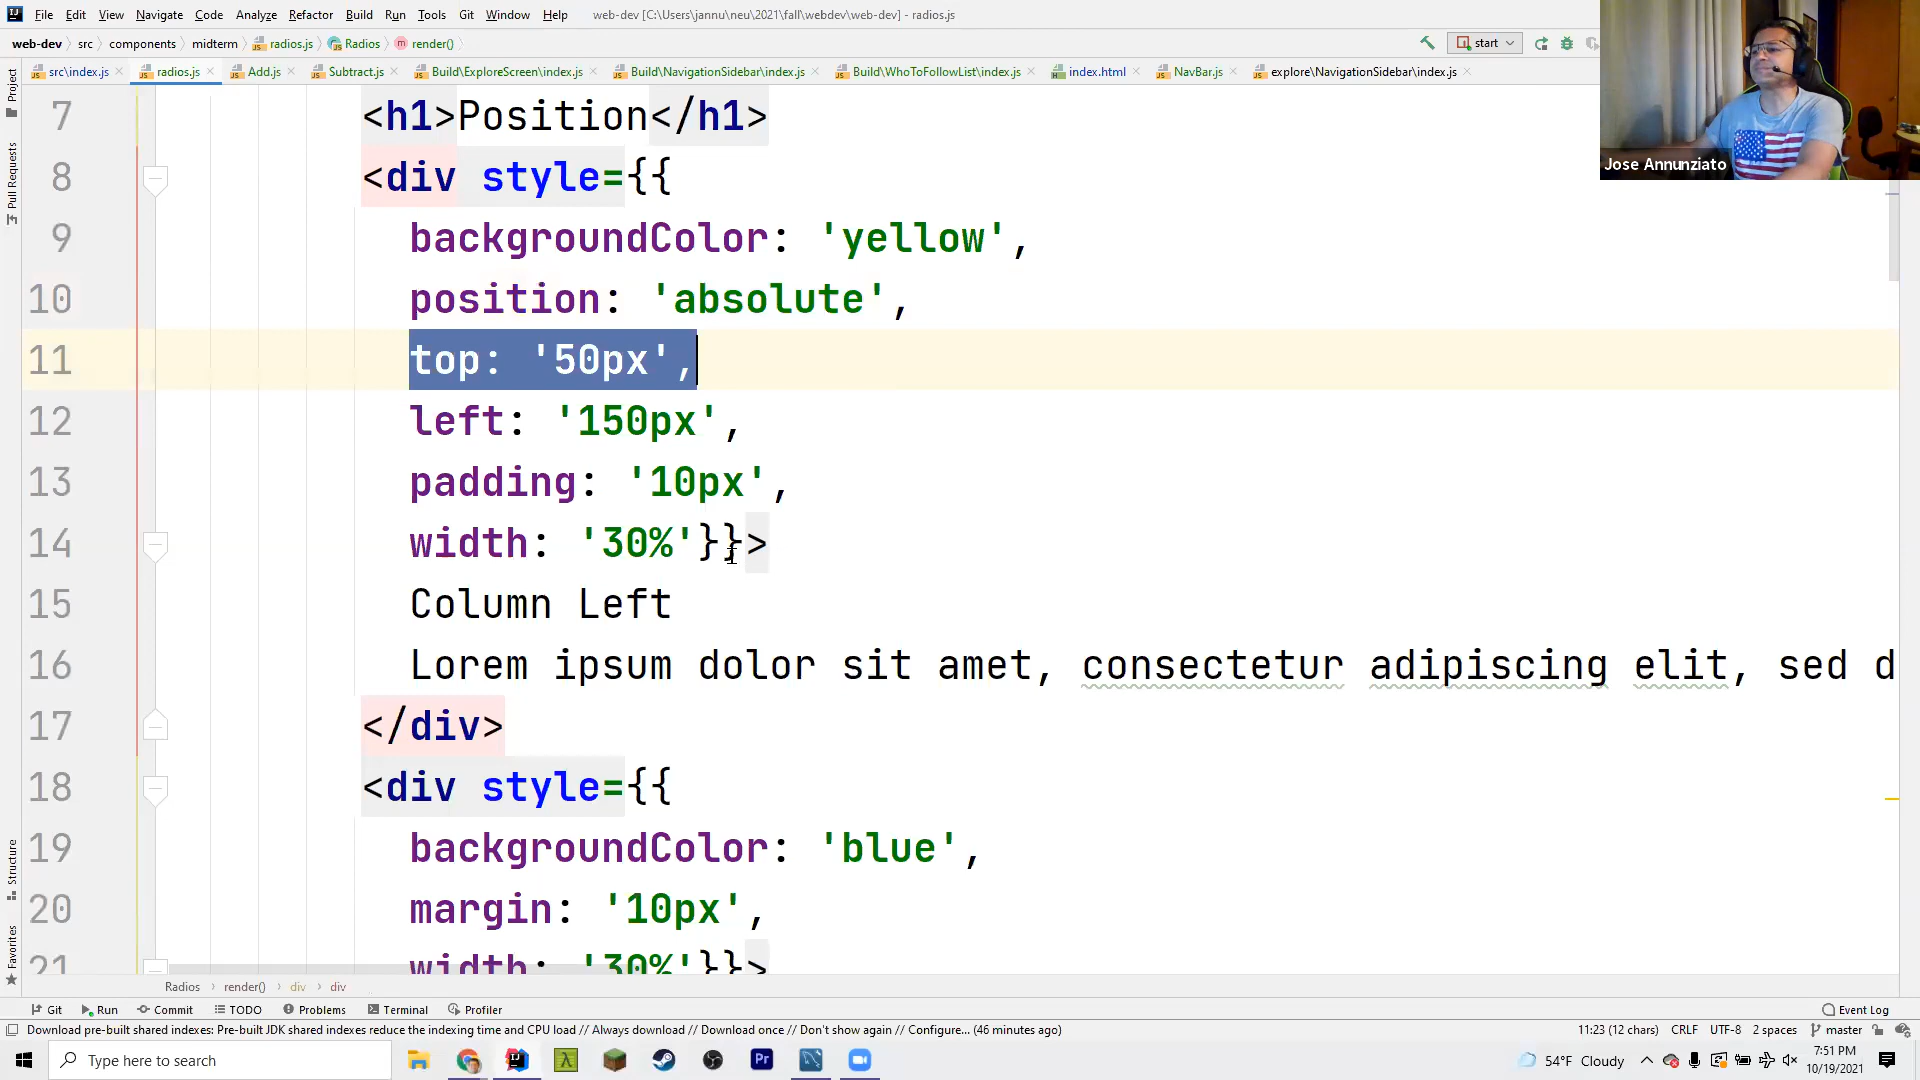 File Edit View Navigate Code Analyze Refactor Build Run Tools Git Window Help web-dev [C:\Users\jannu\neu\2021\fall\webdev\web-dev] - radios.js
web-dev src components midterm radios.js Radios render() start
src\index.js radios.js Add.js Subtract.js Build\ExploreScreen\index.js Build\NavigationSidebar\index.js Build\WhoToFollowList\index.js index.html NavBar.js explore\NavigationSidebar\index.js
Jose Annunziato
Project
Pull Requests
Structure
Favorites
7 <h1>Position</h1>
8 <div style={{
9 backgroundColor: 'yellow',
10 position: 'absolute',
11 top: '50px',
12 left: '150px',
13 padding: '10px',
14 width: '30%'}}>
15 Column Left
16 Lorem ipsum dolor sit amet, consectetur adipiscing elit, sed d
17 </div>
18 <div style={{
19 backgroundColor: 'blue',
20 margin: '10px',
21 width: '30%'}}>
Radios render() div div
Git Run Commit TODO Problems Terminal Profiler Event Log
Download pre-built shared indexes: Pre-built JDK shared indexes reduce the indexing time and CPU load // Always download // Download once // Don't show again // Configure... (46 minutes ago) 11:23 (12 chars) CRLF UTF-8 2 spaces master
Type here to search Pr 54°F Cloudy 7:51 PM
10/19/2021